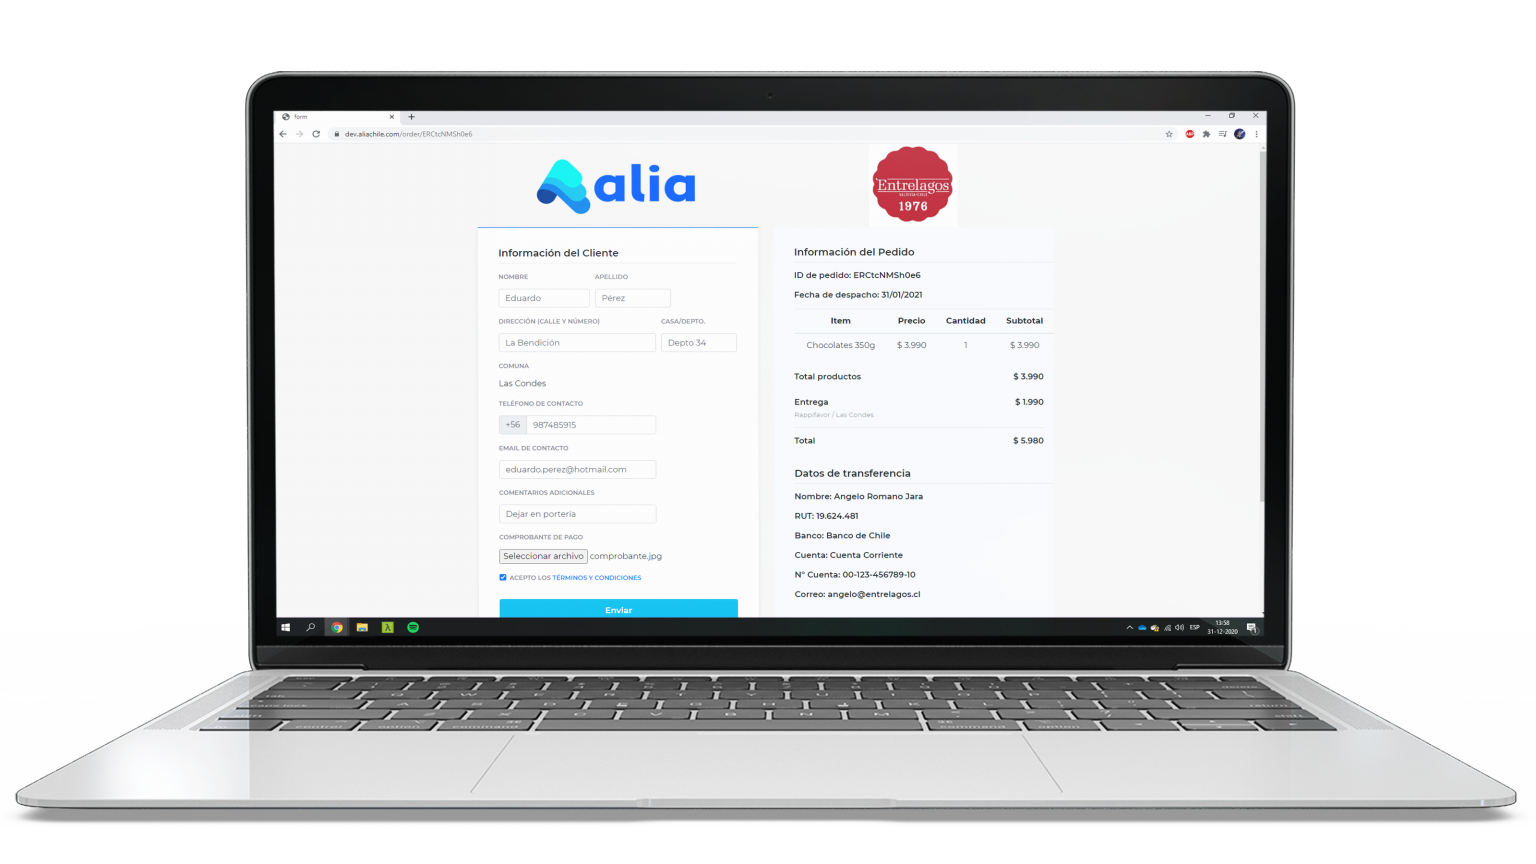 form
dev.aliachile.com/order/ERCtcNMSh0e6
ABP
alia
Entrelagos
1976
Información del Cliente
NOMBRE
APELLIDO
Eduardo
Pérez
DIRECCIÓN (CALLE Y NÚMERO)
CASA/DEPTO.
La Bendición
Depto 34
COMUNA
Las Condes
TELÉFONO DE CONTACTO
+56
987485915
EMAIL DE CONTACTO
eduardo.perez@hotmail.com
COMENTARIOS ADICIONALES
Dejar en portería
COMPROBANTE DE PAGO
Seleccionar archivo comprobante.jpg
ACEPTO LOS TÉRMINOS Y CONDICIONES
Enviar
Información del Pedido
ID de pedido: ERCtcNMSh0e6
Fecha de despacho: 31/01/2021
Item Precio Cantidad Subtotal
Chocolates 350g $ 3.990 1 $ 3.990
Total productos $ 3.990
Entrega $ 1.990
Rappifavor / Las Condes
Total $ 5.980
Datos de transferencia
Nombre: Angelo Romano Jara
RUT: 19.624.481
Banco: Banco de Chile
Cuenta: Cuenta Corriente
N° Cuenta: 00-123-456789-10
Correo: angelo@entrelagos.cl
ESP
13:58
31-12-2020